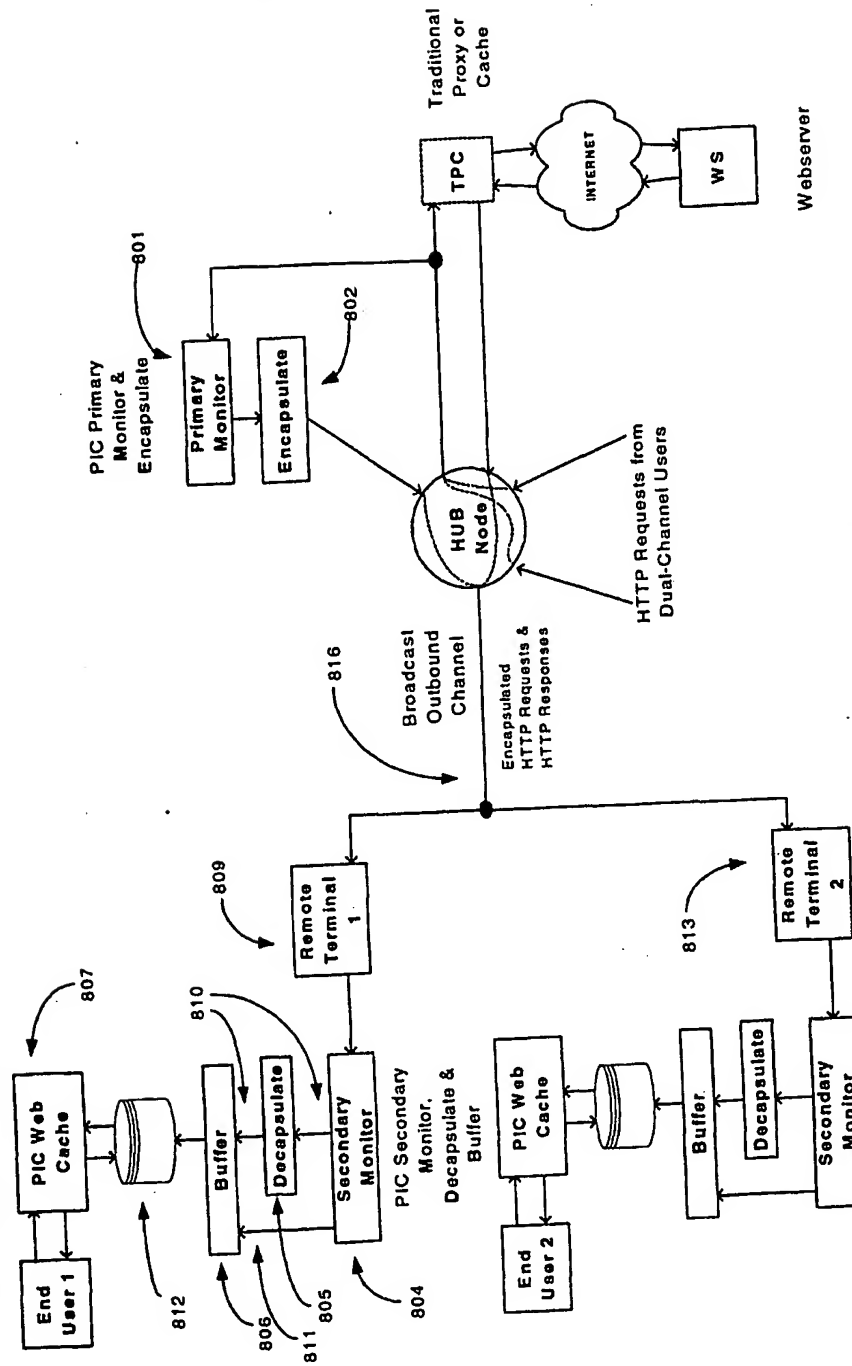 807
PIC Web
Cache
End
User 1
812
806
811
805
804
Buffer
Decapsulate
Secondary
Monitor
810
PIC Secondary
Monitor,
Decapsulate &
Buffer
809
Remote
Terminal
1
PIC Web
Cache
End
User 2
Buffer
Decapsulate
Secondary
Monitor
813
Remote
Terminal
2
816
Broadcast
Outbound
Channel
Encapsulated
HTTP Requests &
HTTP Responses
HUB
Node
HTTP Requests from
Dual-Channel Users
PIC Primary
Monitor &
Encapsulate
801
Primary
Monitor
Encapsulate
802
Traditional
Proxy or
Cache
TPC
INTERNET
WS
Webserver